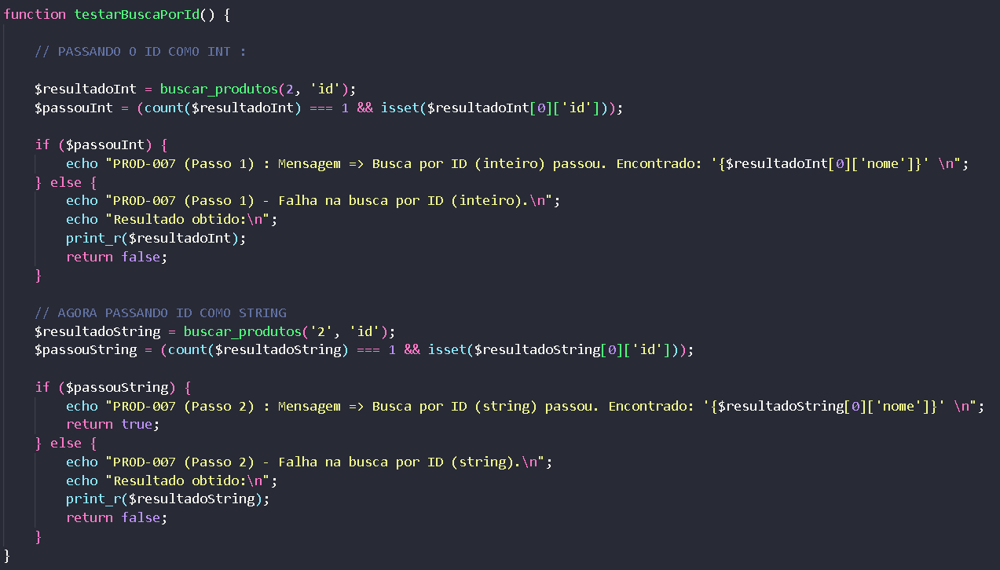 function testarBuscaPorId() {
// PASSANDO O ID COMO INT :
$resultadoInt = buscar_produtos(2, 'id');
$passouInt = (count($resultadoInt) === 1 && isset($resultadoInt[0]['id']));
if ($passouInt) {
echo "PROD-007 (Passo 1) : Mensagem => Busca por ID (inteiro) passou. Encontrado: '{$resultadoInt[0]['nome']}' \n";
} else {
echo "PROD-007 (Passo 1) - Falha na busca por ID (inteiro).\n";
echo "Resultado obtido:\n";
print_r($resultadoInt);
return false;
}
// AGORA PASSANDO ID COMO STRING
$resultadoString = buscar_produtos('2', 'id');
$passouString = (count($resultadoString) === 1 && isset($resultadoString[0]['id']));
if ($passouString) {
echo "PROD-007 (Passo 2) : Mensagem => Busca por ID (string) passou. Encontrado: '{$resultadoString[0]['nome']}' \n";
return true;
} else {
echo "PROD-007 (Passo 2) - Falha na busca por ID (string).\n";
echo "Resultado obtido:\n";
print_r($resultadoString);
return false;
}
}